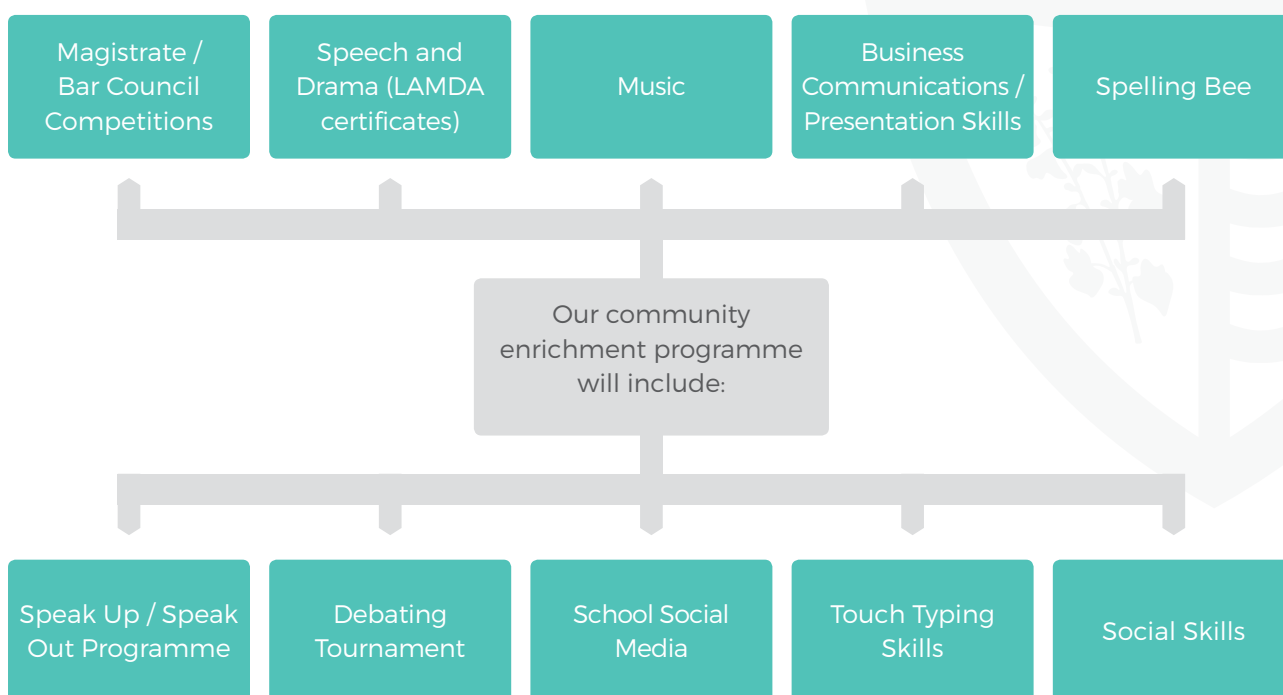 Magistrate /
Bar Council
Competitions
Speech and
Drama (LAMDA
certificates)
Music
Business
Communications /
Presentation Skills
Spelling Bee
Our community
enrichment programme
will include:
Speak Up / Speak
Out Programme
Debating
Tournament
School Social
Media
Touch Typing
Skills
Social Skills